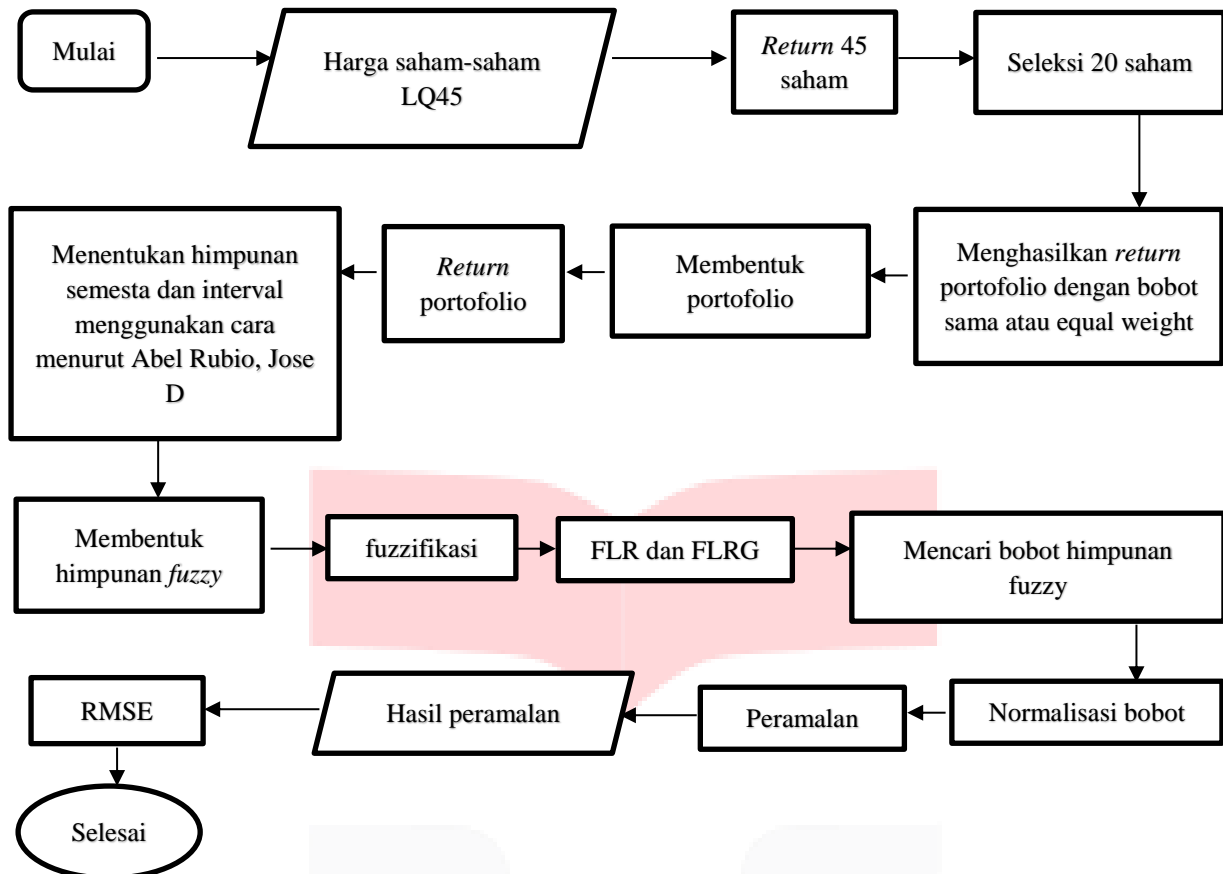 Mulai
Harga saham-saham
LQ45
Return 45
saham
Seleksi 20 saham
Menghasilkan return
portofolio dengan bobot
sama atau equal weight
Membentuk
portofolio
Return
portofolio
Menentukan himpunan
semesta dan interval
menggunakan cara
menurut Abel Rubio, Jose
D
Membentuk
himpunan fuzzy
fuzzifikasi
FLR dan FLRG
Mencari bobot himpunan
fuzzy
Normalisasi bobot
Peramalan
Hasil peramalan
RMSE
Selesai